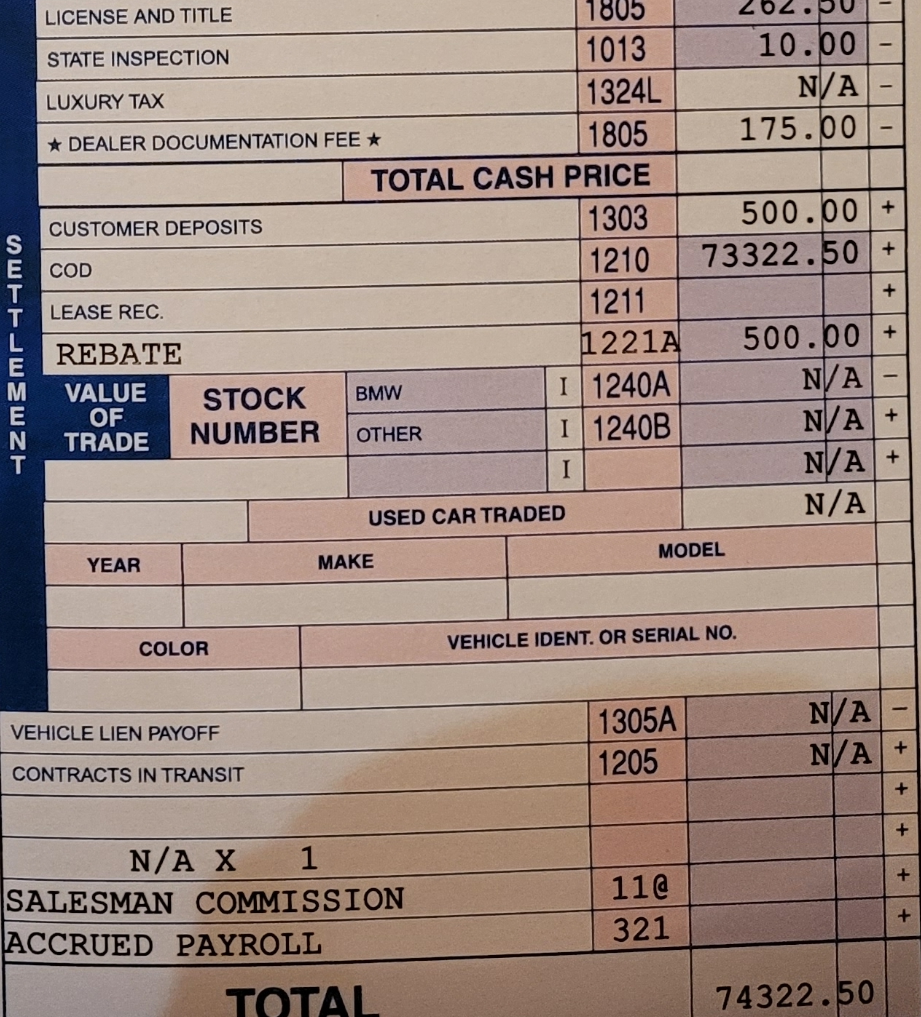 LICENSE AND TITLE 1805 262.50 -
STATE INSPECTION 1013 10.00 -
LUXURY TAX 1324L N/A -
★ DEALER DOCUMENTATION FEE ★ 1805 175.00 -
TOTAL CASH PRICE
SETTLEMENT
CUSTOMER DEPOSITS 1303 500.00 +
COD 1210 73322.50 +
LEASE REC. 1211 +
REBATE 1221A 500.00 +
VALUE OF TRADE STOCK NUMBER BMW I 1240A N/A -
OTHER I 1240B N/A +
I N/A +
USED CAR TRADED N/A
YEAR MAKE MODEL
COLOR VEHICLE IDENT. OR SERIAL NO.
VEHICLE LIEN PAYOFF 1305A N/A -
CONTRACTS IN TRANSIT 1205 N/A +
+
N/A X 1 +
SALESMAN COMMISSION 11@ +
ACCRUED PAYROLL 321 +
TOTAL 74322.50